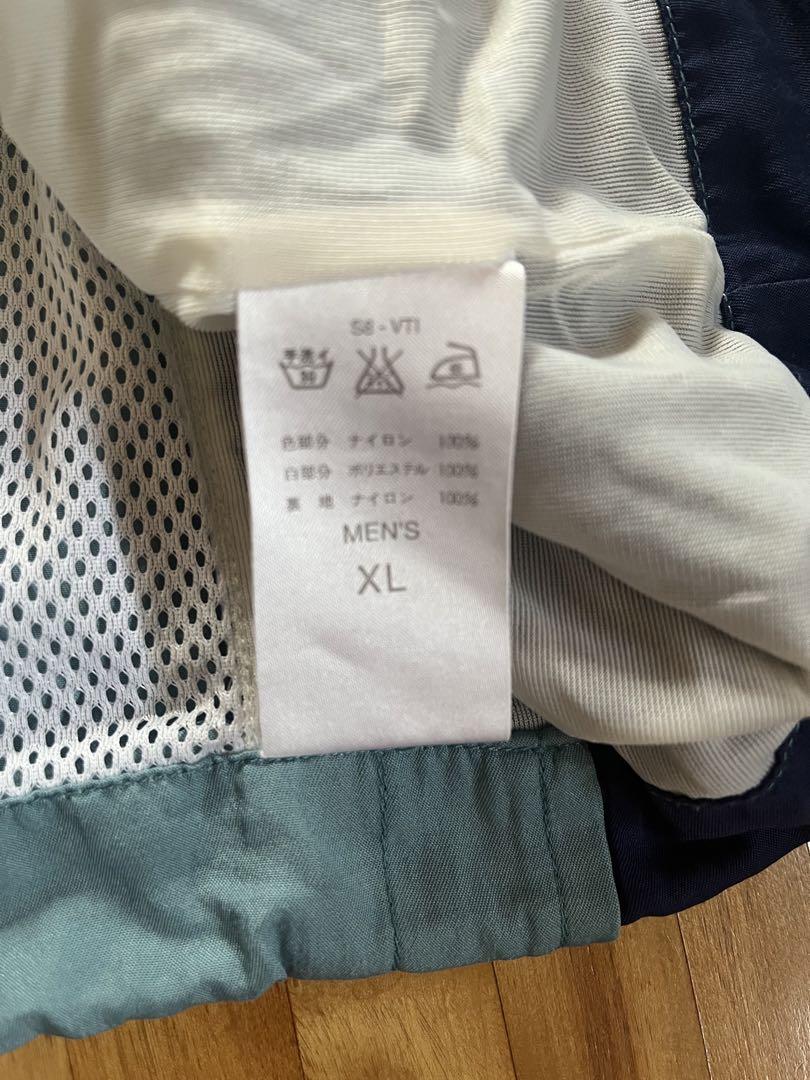 S6-VTI
手洗イ
30
色部分 ナイロン 100%
白部分 ポリエステル 100%
裏 地 ナイロン 100%
MEN'S
XL